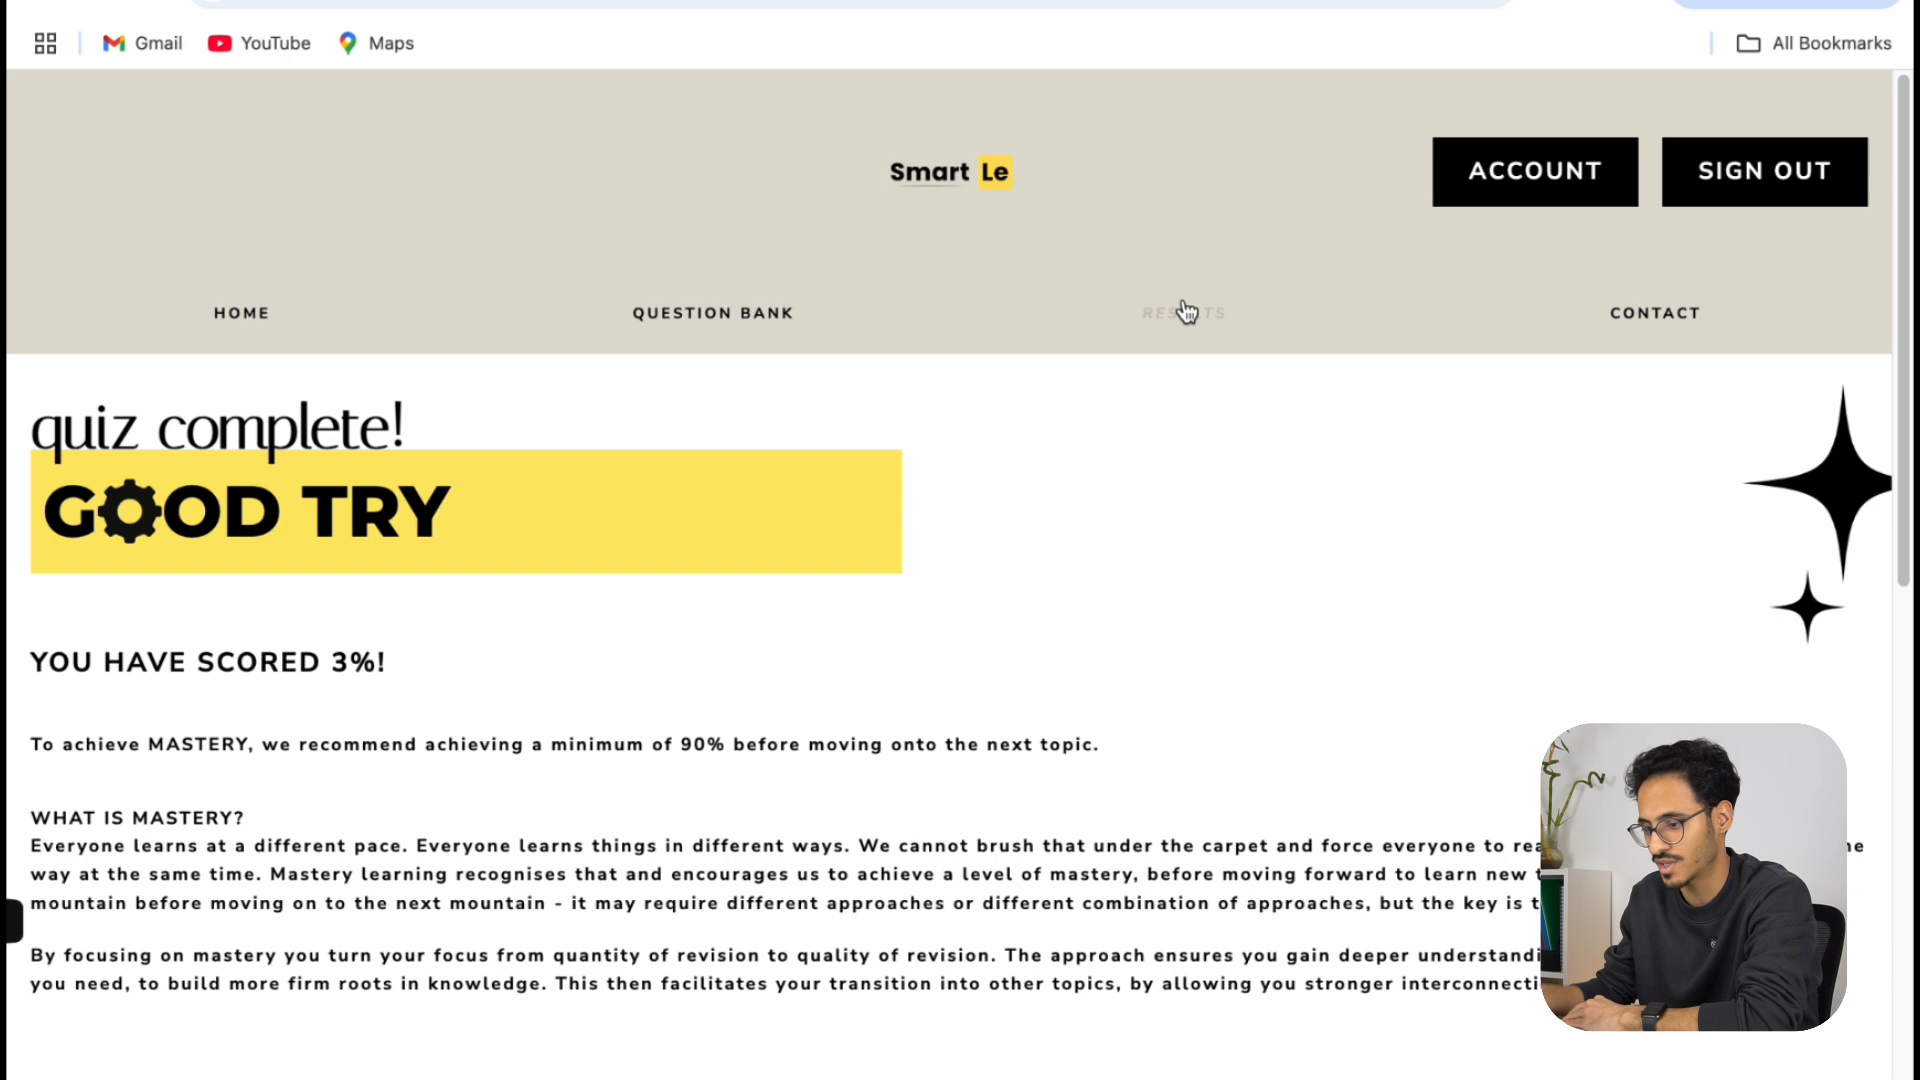 Gmail YouTube Maps All Bookmarks
Smart Le ACCOUNT SIGN OUT
HOME QUESTION BANK CONTACT
quiz complete!
GOOD TRY
YOU HAVE SCORED 3%!
To achieve MASTERY, we recommend achieving a minimum of 90% before moving onto the next topic.
WHAT IS MASTERY?
Everyone learns at a different pace. Everyone learns things in different ways. We cannot brush that under the carpet and force everyone to
way at the same time. Mastery learning recognises that and encourages us to achieve a level of mastery, before moving forward to learn new
mountain before moving on to the next mountain - it may require different approaches or different combination of approaches, but the key is
By focusing on mastery you turn your focus from quantity of revision to quality of revision. The approach ensures you gain deeper
you need, to build more firm roots in knowledge. This then facilitates your transition into other topics, by allowing you stronger